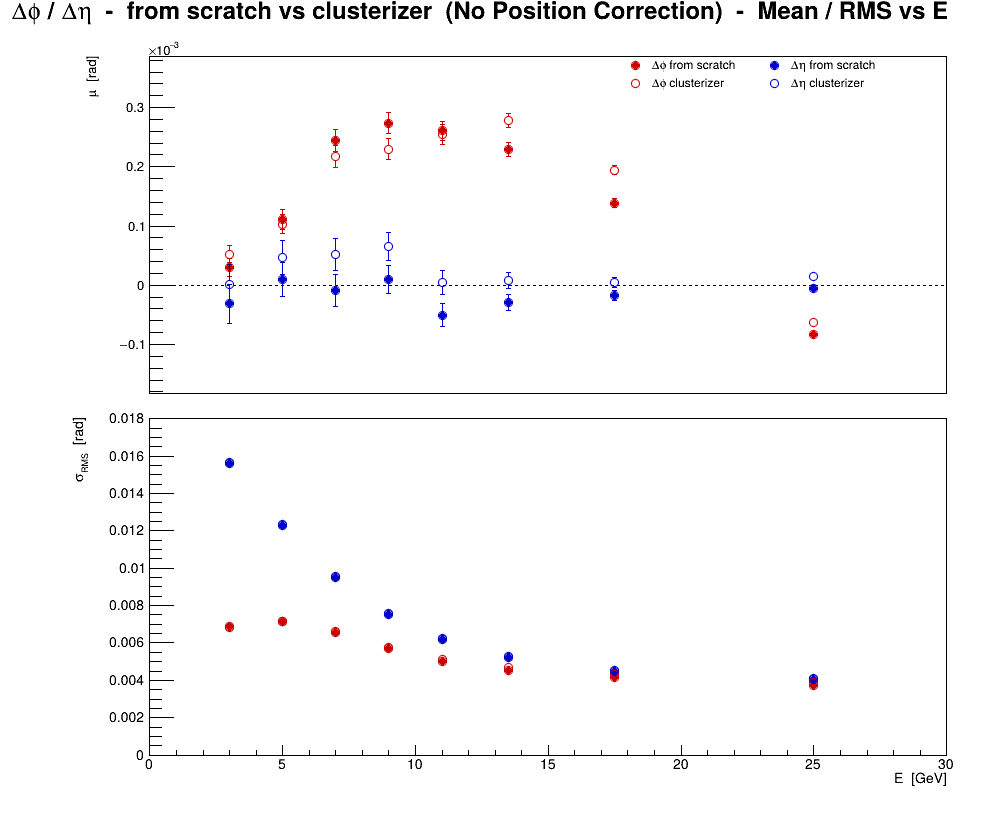 Δϕ / Δη - from scratch vs clusterizer (No Position Correction) - Mean / RMS vs E
×10⁻³
μ [rad]
Δϕ from scratch
Δη from scratch
Δϕ clusterizer
Δη clusterizer
0.3
0.2
0.1
0
−0.1
σRMS [rad]
0.018
0.016
0.014
0.012
0.01
0.008
0.006
0.004
0.002
0
0 5 10 15 20 25 30
E [GeV]